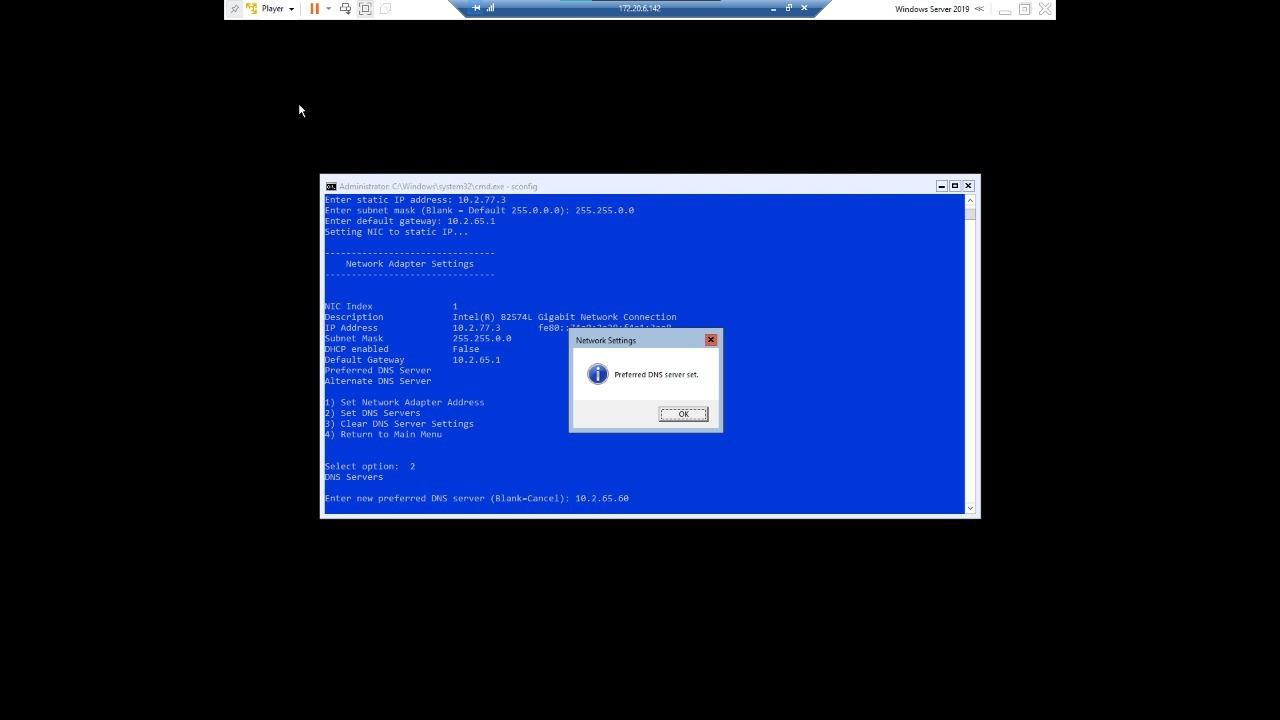 Player
172.20.6.142
Windows Server 2019
Administrator: C:\Windows\system32\cmd.exe - sconfig
Enter static IP address: 10.2.77.3
Enter subnet mask (Blank = Default 255.0.0.0): 255.255.0.0
Enter default gateway: 10.2.65.1
Setting NIC to static IP...
--------------------------------
Network Adapter Settings
--------------------------------
NIC Index 1
Description Intel(R) 82574L Gigabit Network Connection
IP Address 10.2.77.3 fe80::
Subnet Mask 255.255.0.0
DHCP enabled False
Default Gateway 10.2.65.1
Preferred DNS Server
Alternate DNS Server
1) Set Network Adapter Address
2) Set DNS Servers
3) Clear DNS Server Settings
4) Return to Main Menu
Select option: 2
DNS Servers
Enter new preferred DNS server (Blank=Cancel): 10.2.65.60
Network Settings
Preferred DNS server set.
OK